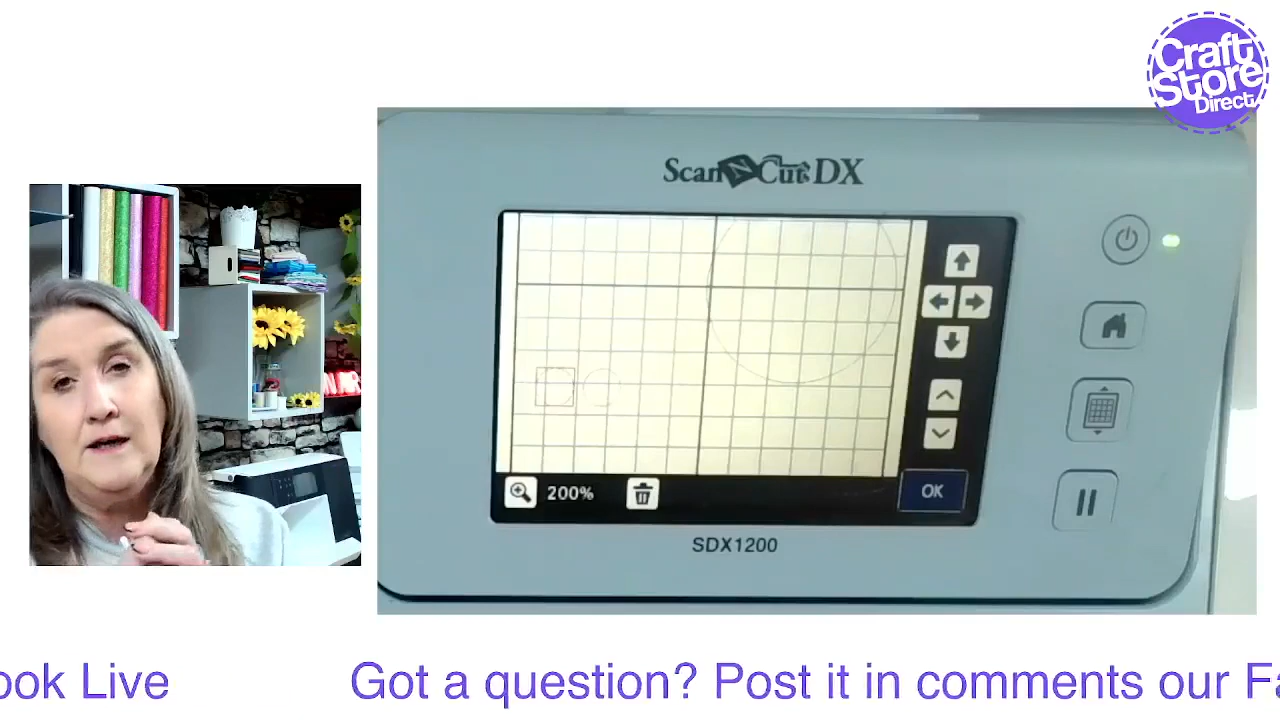 Craft
Store
Direct
ScanNCut DX
200%
OK
SDX1200
ook Live
Got a question? Post it in comments our Fa